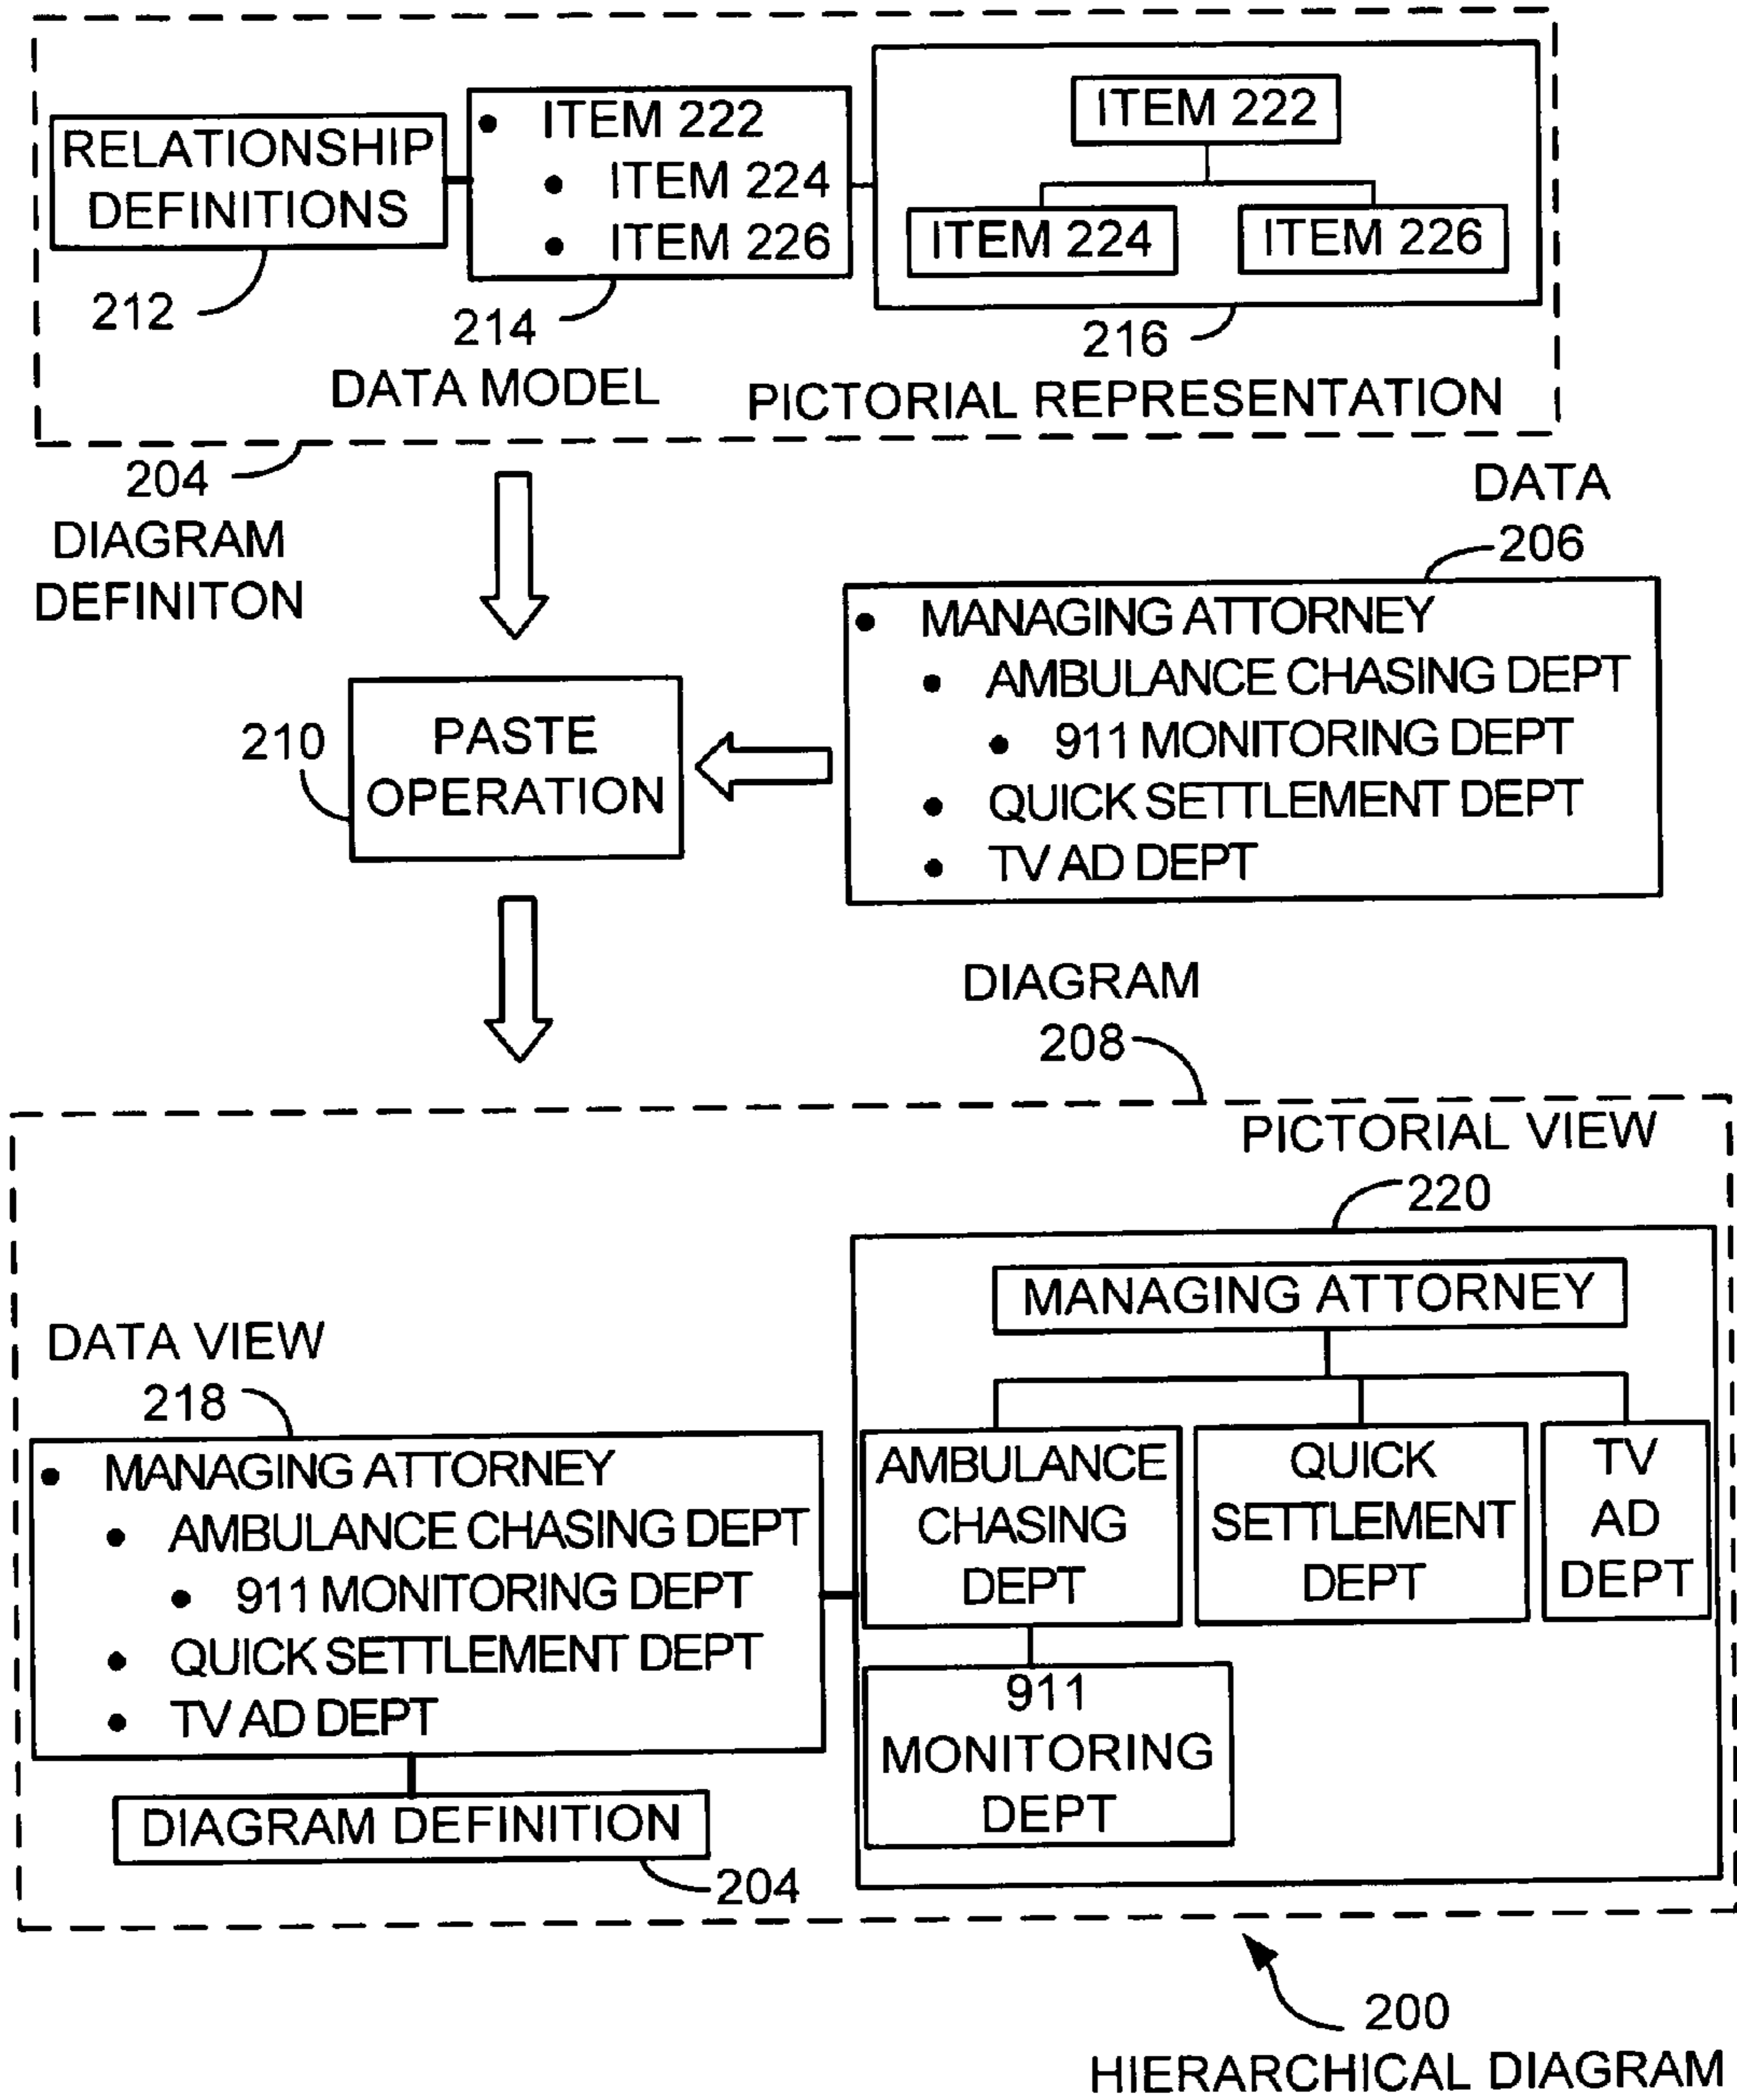 RELATIONSHIP
DEFINITIONS
212
• ITEM 222
• ITEM 224
• ITEM 226
214
DATA MODEL
ITEM 222
ITEM 224
ITEM 226
216
PICTORIAL REPRESENTATION
204
DIAGRAM
DEFINITON
DATA
206
• MANAGING ATTORNEY
• AMBULANCE CHASING DEPT
• 911 MONITORING DEPT
• QUICK SETTLEMENT DEPT
• TV AD DEPT
210
PASTE
OPERATION
DIAGRAM
208
PICTORIAL VIEW
220
MANAGING ATTORNEY
AMBULANCE
CHASING
DEPT
QUICK
SETTLEMENT
DEPT
TV
AD
DEPT
911
MONITORING
DEPT
DATA VIEW
218
• MANAGING ATTORNEY
• AMBULANCE CHASING DEPT
• 911 MONITORING DEPT
• QUICK SETTLEMENT DEPT
• TV AD DEPT
DIAGRAM DEFINITION
204
200
HIERARCHICAL DIAGRAM